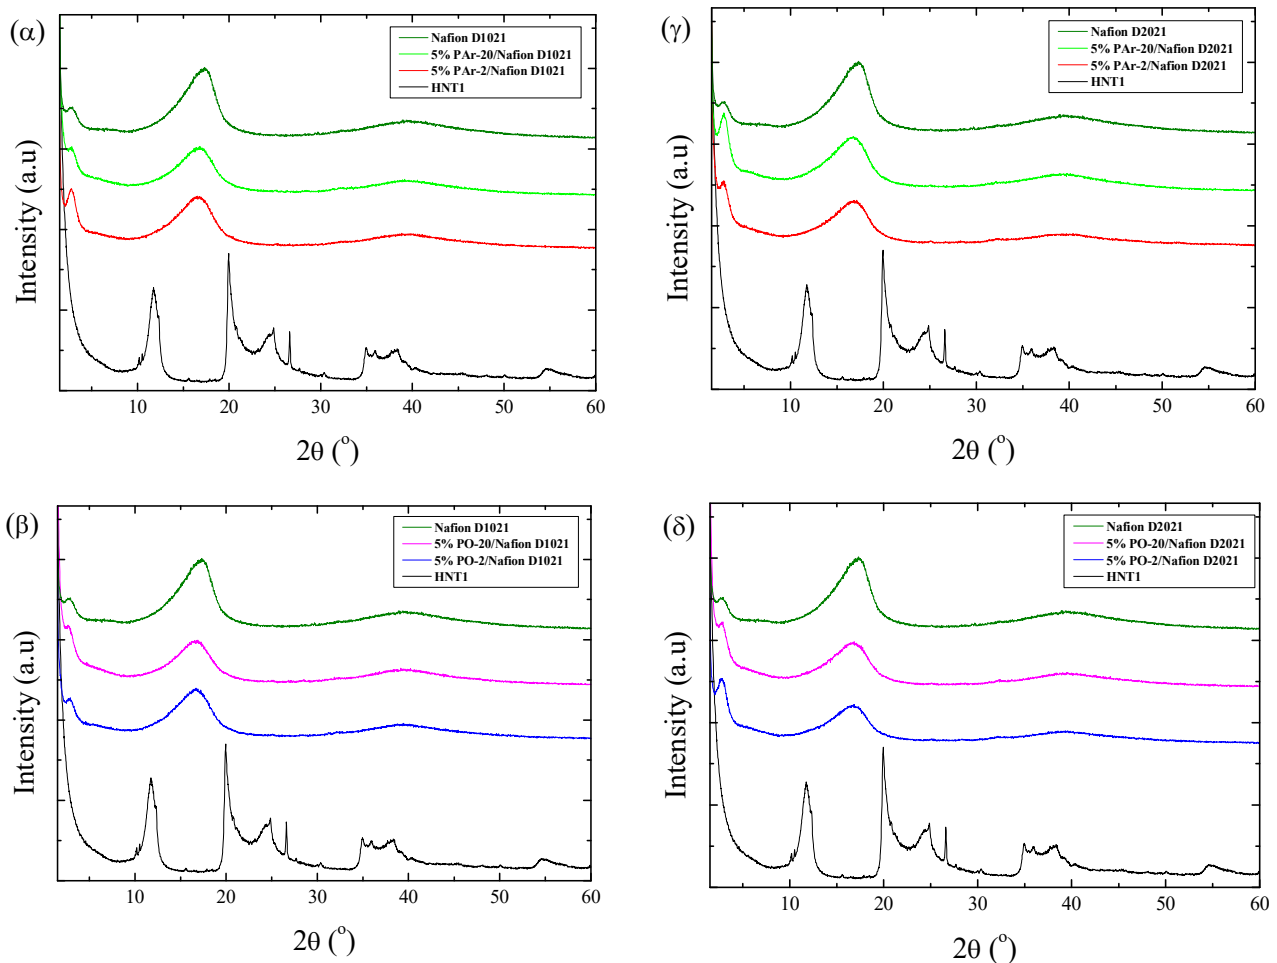 (α)
Nafion D1021
5% PAr-20/Nafion D1021
5% PAr-2/Nafion D1021
HNT1
Intensity (a.u)
10 20 30 40 50 60
2θ (°)
(γ)
Nafion D2021
5% PAr-20/Nafion D2021
5% PAr-2/Nafion D2021
HNT1
Intensity (a.u)
10 20 30 40 50 60
2θ (°)
(β)
Nafion D1021
5% PO-20/Nafion D1021
5% PO-2/Nafion D1021
HNT1
Intensity (a.u)
10 20 30 40 50 60
2θ (°)
(δ)
Nafion D2021
5% PO-20/Nafion D2021
5% PO-2/Nafion D2021
HNT1
Intensity (a.u)
10 20 30 40 50 60
2θ (°)